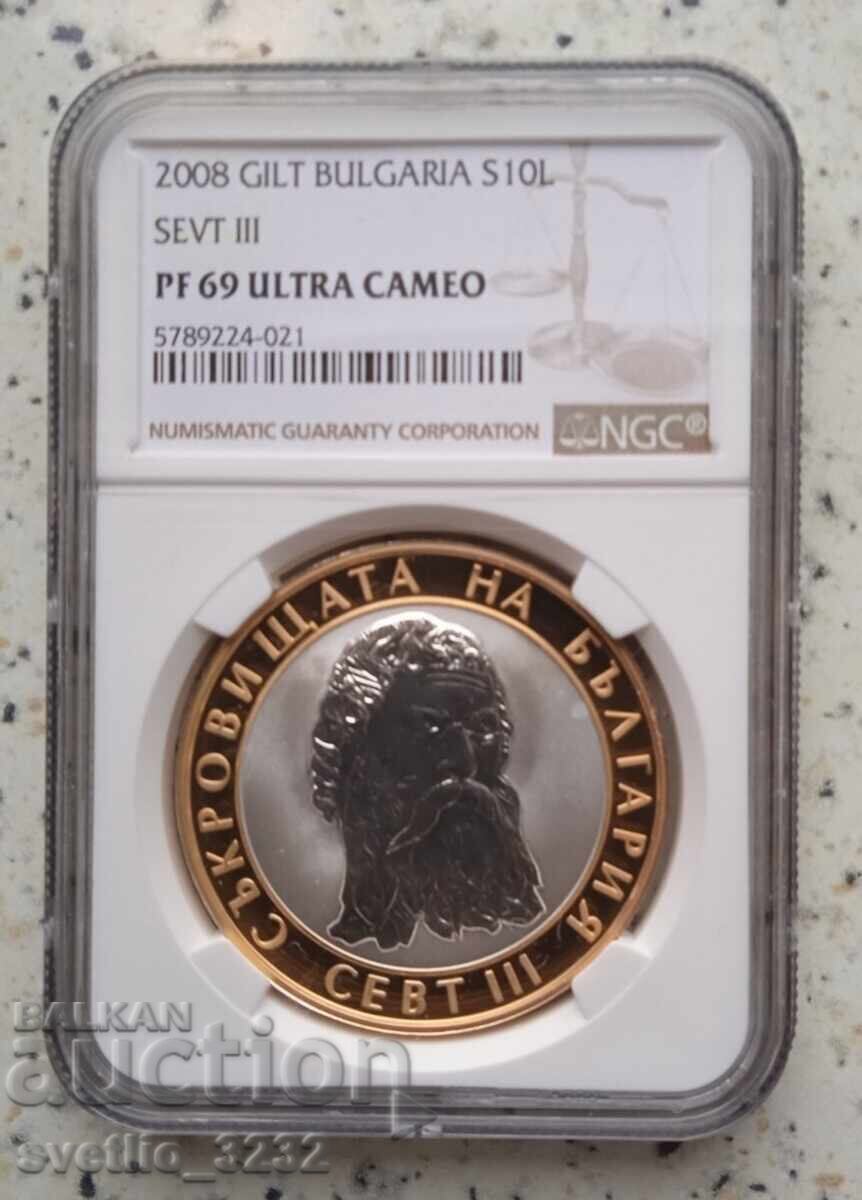 2008 GILT BULGARIA S10L
SEVT III
PF 69 ULTRA CAMEO
5789224-021
NUMISMATIC GUARANTY CORPORATION
NGC®
СЪКРОВИЩАТА НА БЪЛГАРИЯ
СЕВТ III
BALKAN
auction
svetlio_3232